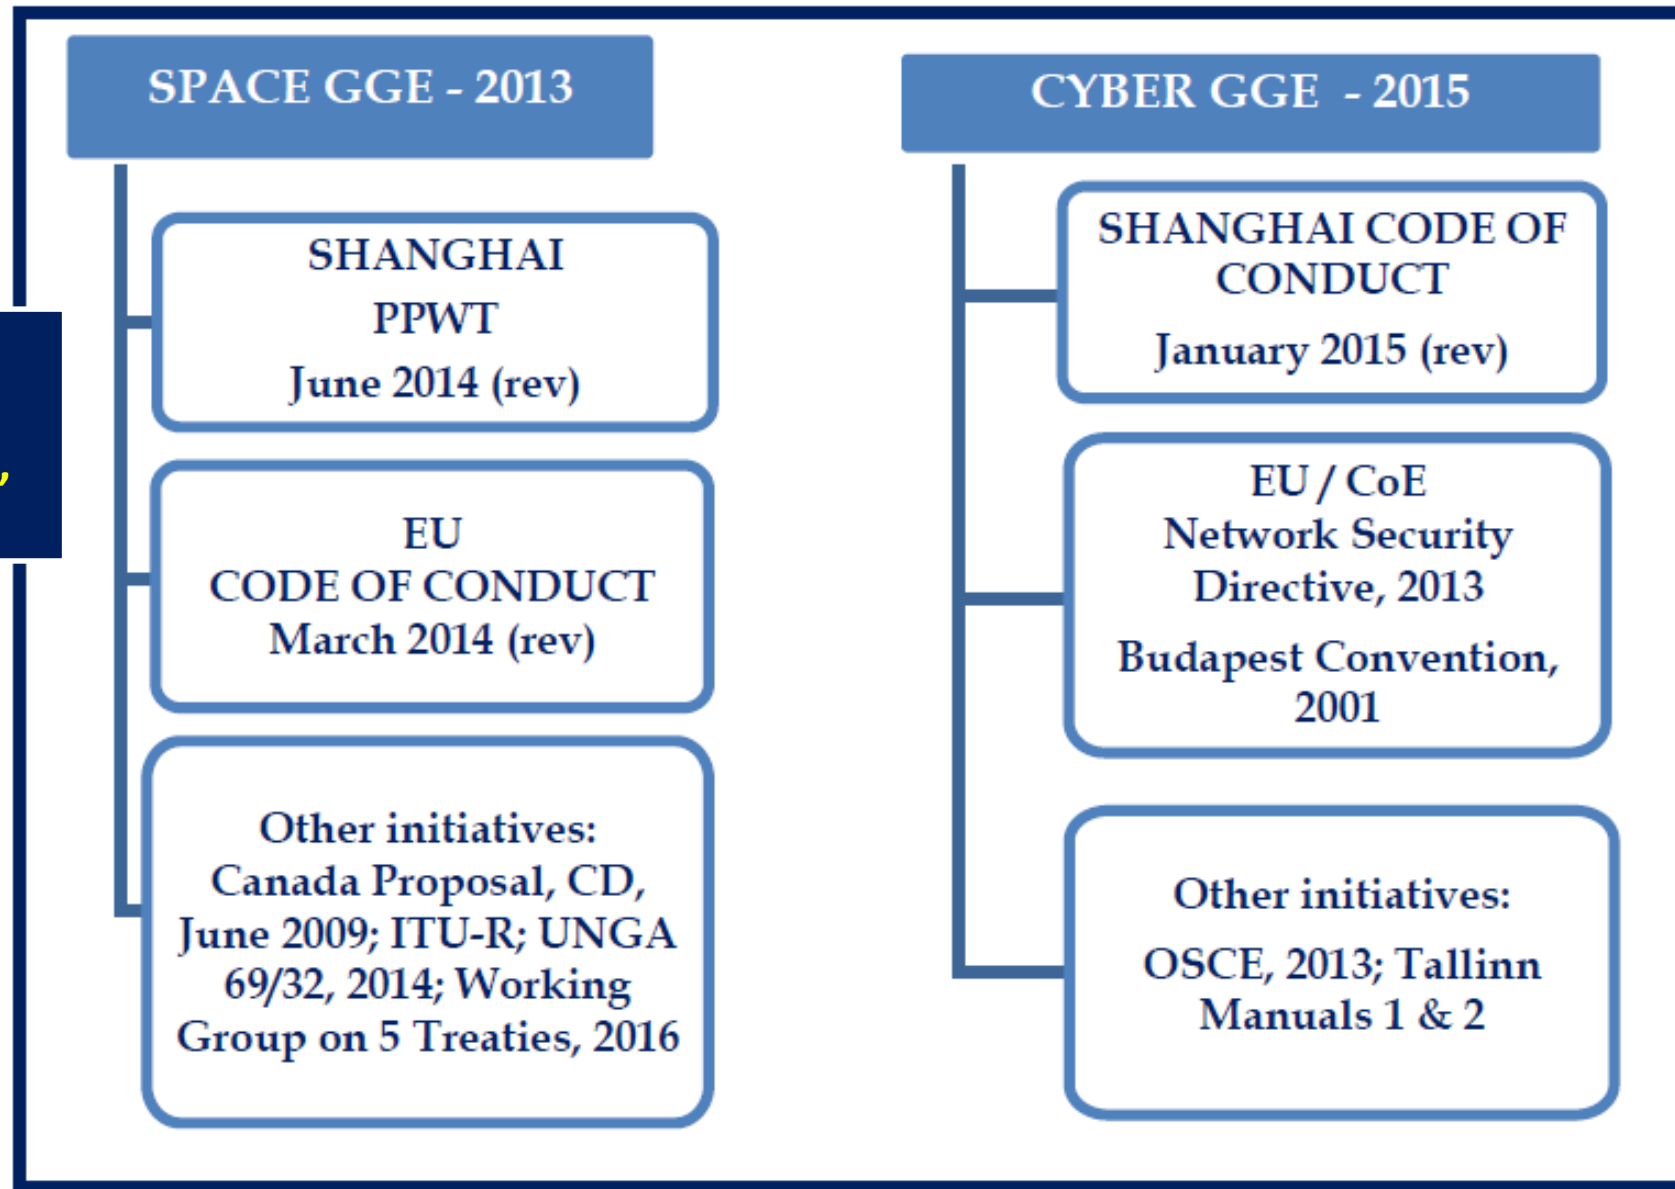 SPACE GGE - 2013
SHANGHAI
PPWT
June 2014 (rev)
EU
CODE OF CONDUCT
March 2014 (rev)
Other initiatives:
Canada Proposal, CD,
June 2009; ITU-R; UNGA
69/32, 2014; Working
Group on 5 Treaties, 2016
CYBER GGE - 2015
SHANGHAI CODE OF
CONDUCT
January 2015 (rev)
EU / CoE
Network Security
Directive, 2013
Budapest Convention,
2001
Other initiatives:
OSCE, 2013; Tallinn
Manuals 1 & 2